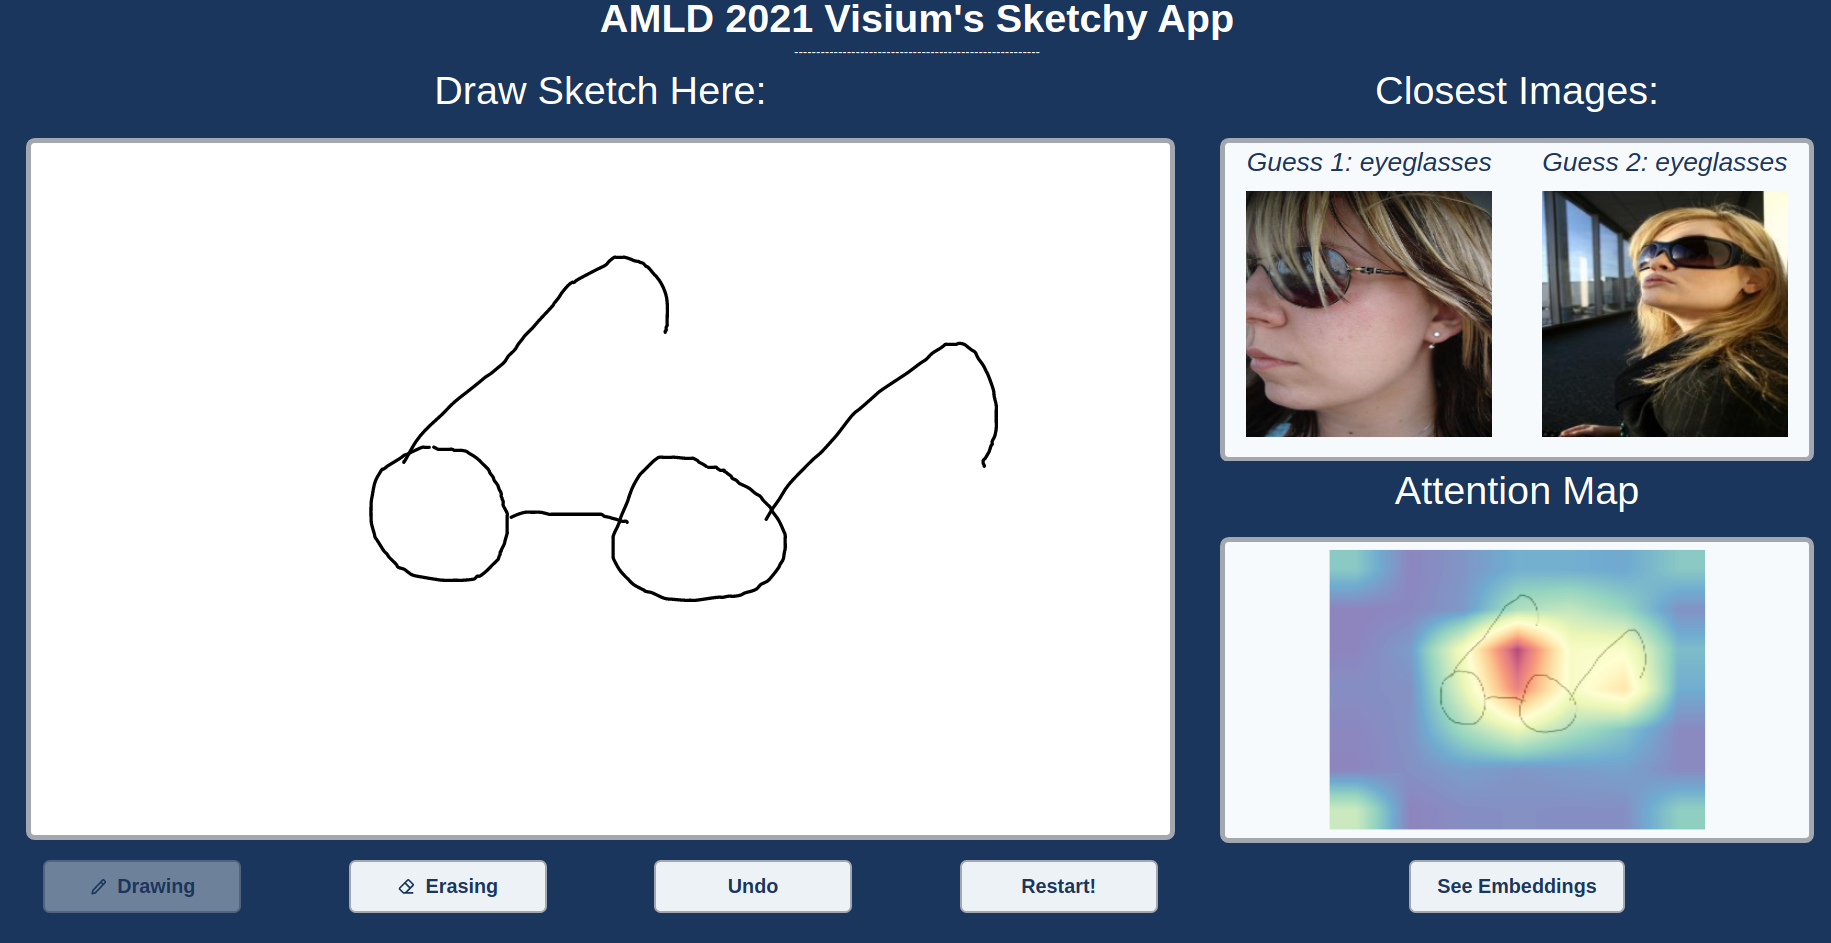 AMLD 2021 Visium's Sketchy App
-------------------------------------------------------
Draw Sketch Here:
Closest Images:
Guess 1: eyeglasses
Guess 2: eyeglasses
Attention Map
Drawing
Erasing
Undo
Restart!
See Embeddings